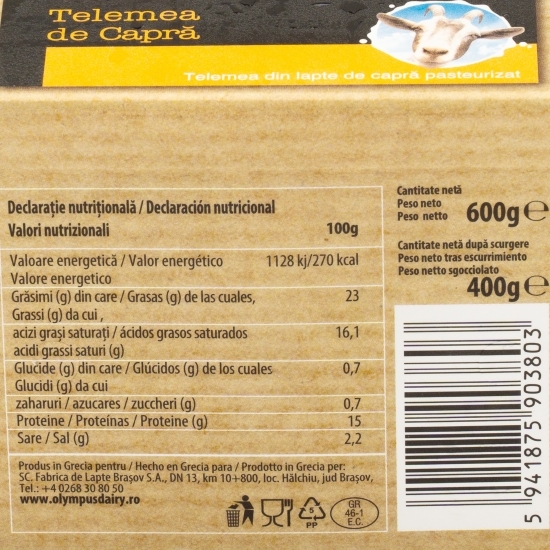 Telemea
de Capră
Telemea din lapte de capră pasteurizat
Cantitate netă
Peso neto
Peso netto 600g e
Cantitate netă după scurgere
Peso neto tras escurrimiento
Peso netto sgocciolato
400g e
Declarație nutrițională / Declaración nutricional
Valori nutrizionali 100g
Valoare energetică / Valor energético 1128 kj/270 kcal
Valore energetico
Grăsimi (g) din care / Grasas (g) de las cuales, 23
Grassi (g) da cui ,
acizi grași saturați / ácidos grasos saturados 16,1
acidi grassi saturi (g)
Glucide (g) din care / Glúcidos (g) de los cuales 0,7
Glucidi (g) da cui
zaharuri / azucares / zuccheri (g) 0,7
Proteine / Proteínas / Proteine (g) 15
Sare / Sal (g) 2,2
Produs in Grecia pentru / Hecho en Grecia para / Prodotto in Grecia per:
SC. Fabrica de Lapte Brașov S.A., DN 13, km 10+800, loc. Hălchiu, jud Brașov,
Tel.: +4 0268 30 80 50
www.olympusdairy.ro
5
PP
GR
46-1
E.C.
5 941875 903803